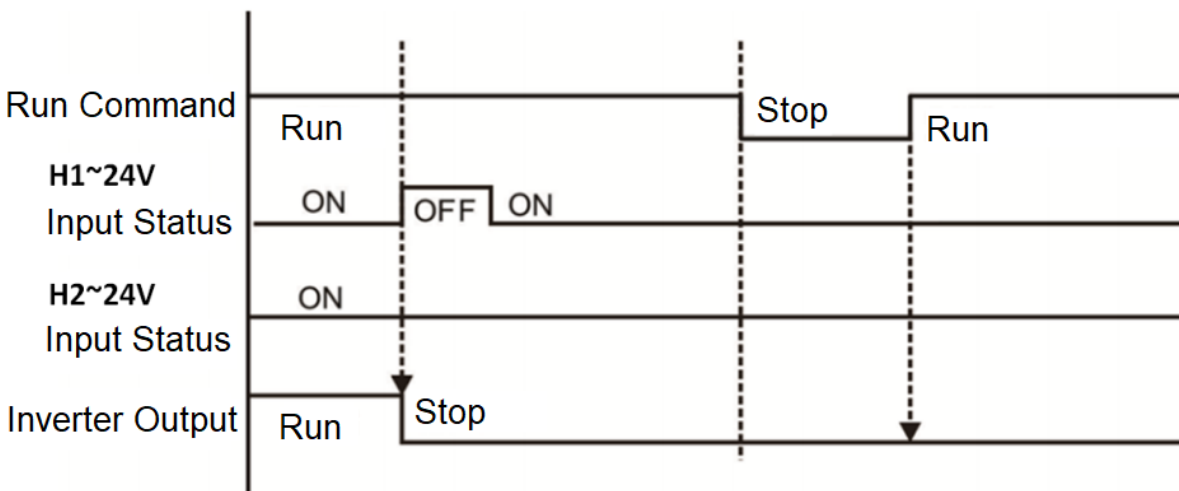 Run Command
Run
Stop
Run
H1~24V
Input Status
ON
OFF
ON
H2~24V
Input Status
ON
Inverter Output
Run
Stop